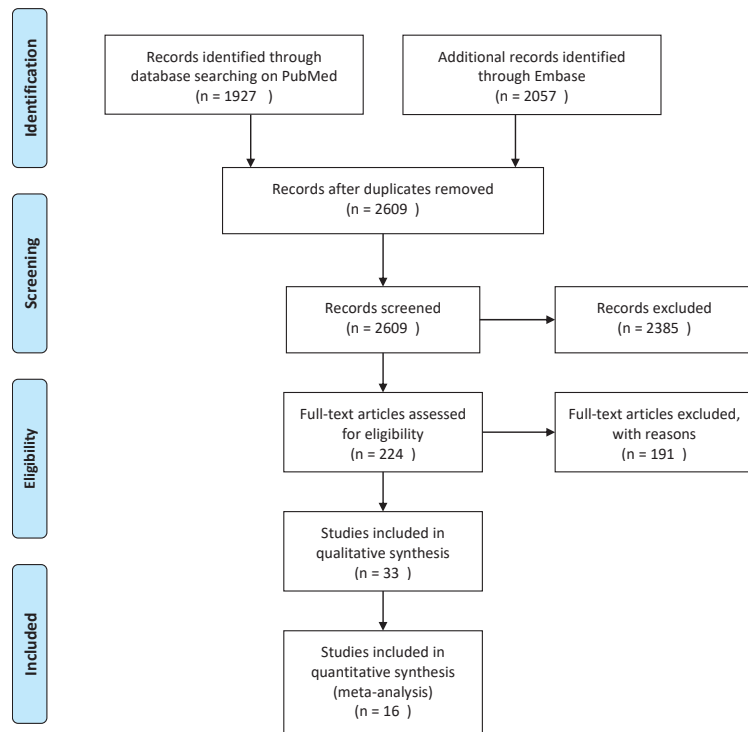 Identification
Records identified through
database searching on PubMed
(n = 1927 )
Additional records identified
through Embase
(n = 2057 )
Records after duplicates removed
(n = 2609 )
Screening
Records screened
(n = 2609 )
Records excluded
(n = 2385 )
Eligibility
Full-text articles assessed
for eligibility
(n = 224 )
Full-text articles excluded,
with reasons
(n = 191 )
Studies included in
qualitative synthesis
(n = 33 )
Included
Studies included in
quantitative synthesis
(meta-analysis)
(n = 16 )